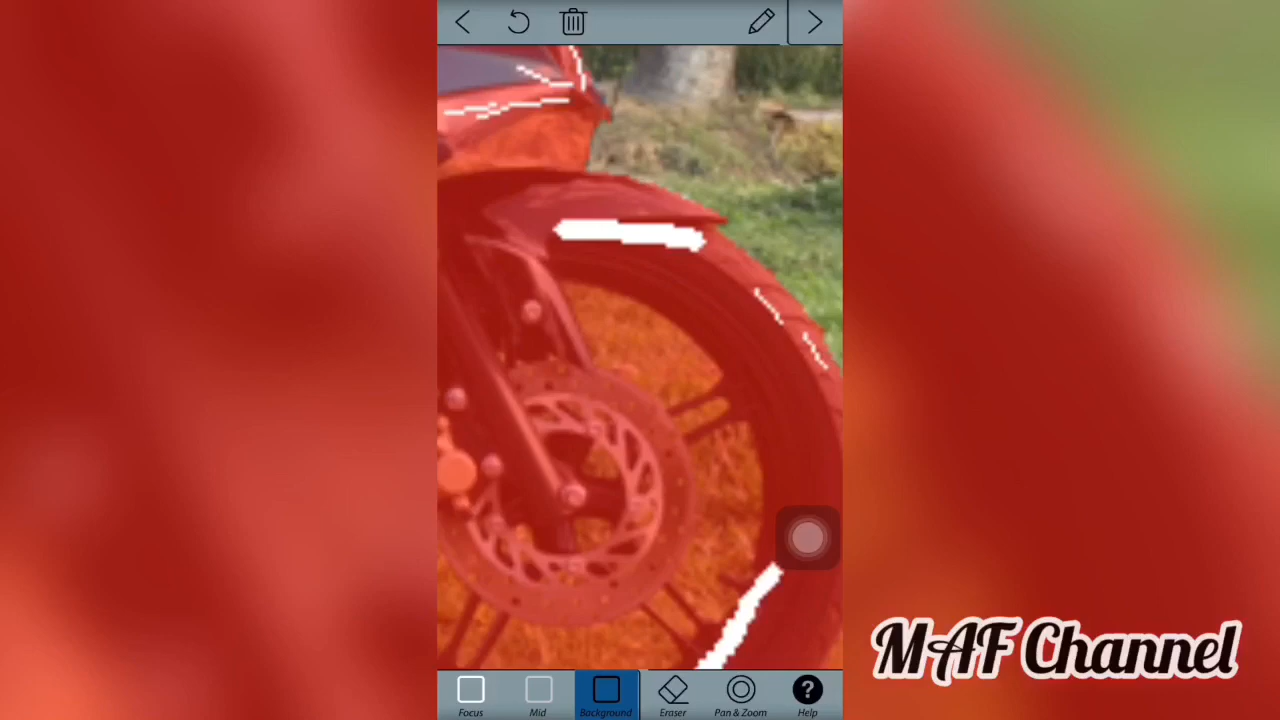 Focus
Mid
Background
Eraser
Pan & Zoom
?
Help
MAF Channel